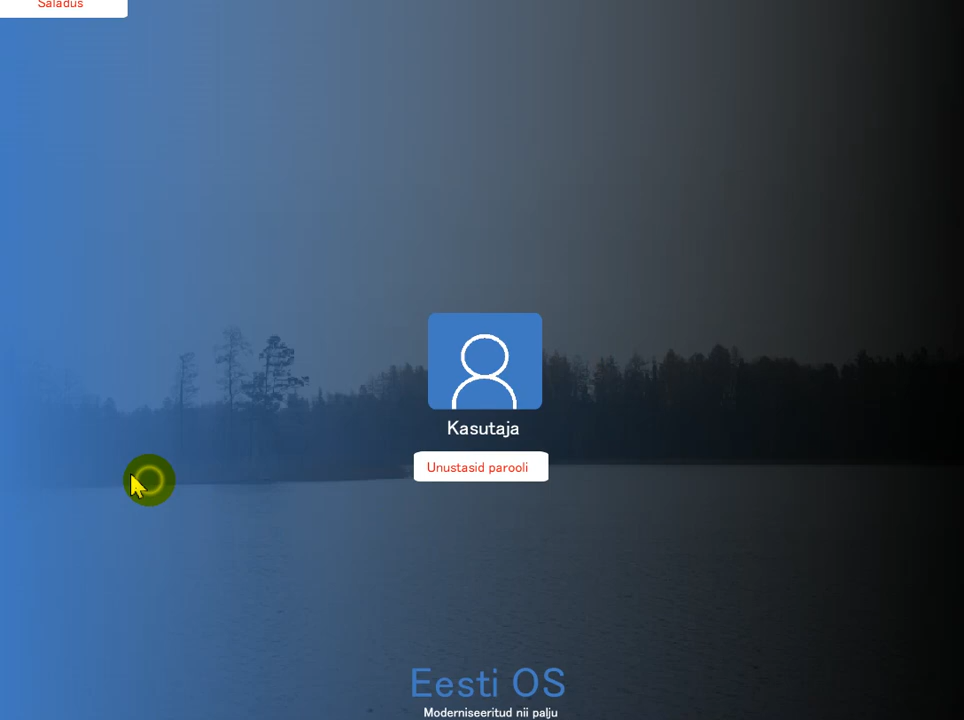 Saladus
Kasutaja
Unustasid parooli
Eesti OS
Moderniseeritud nii palju